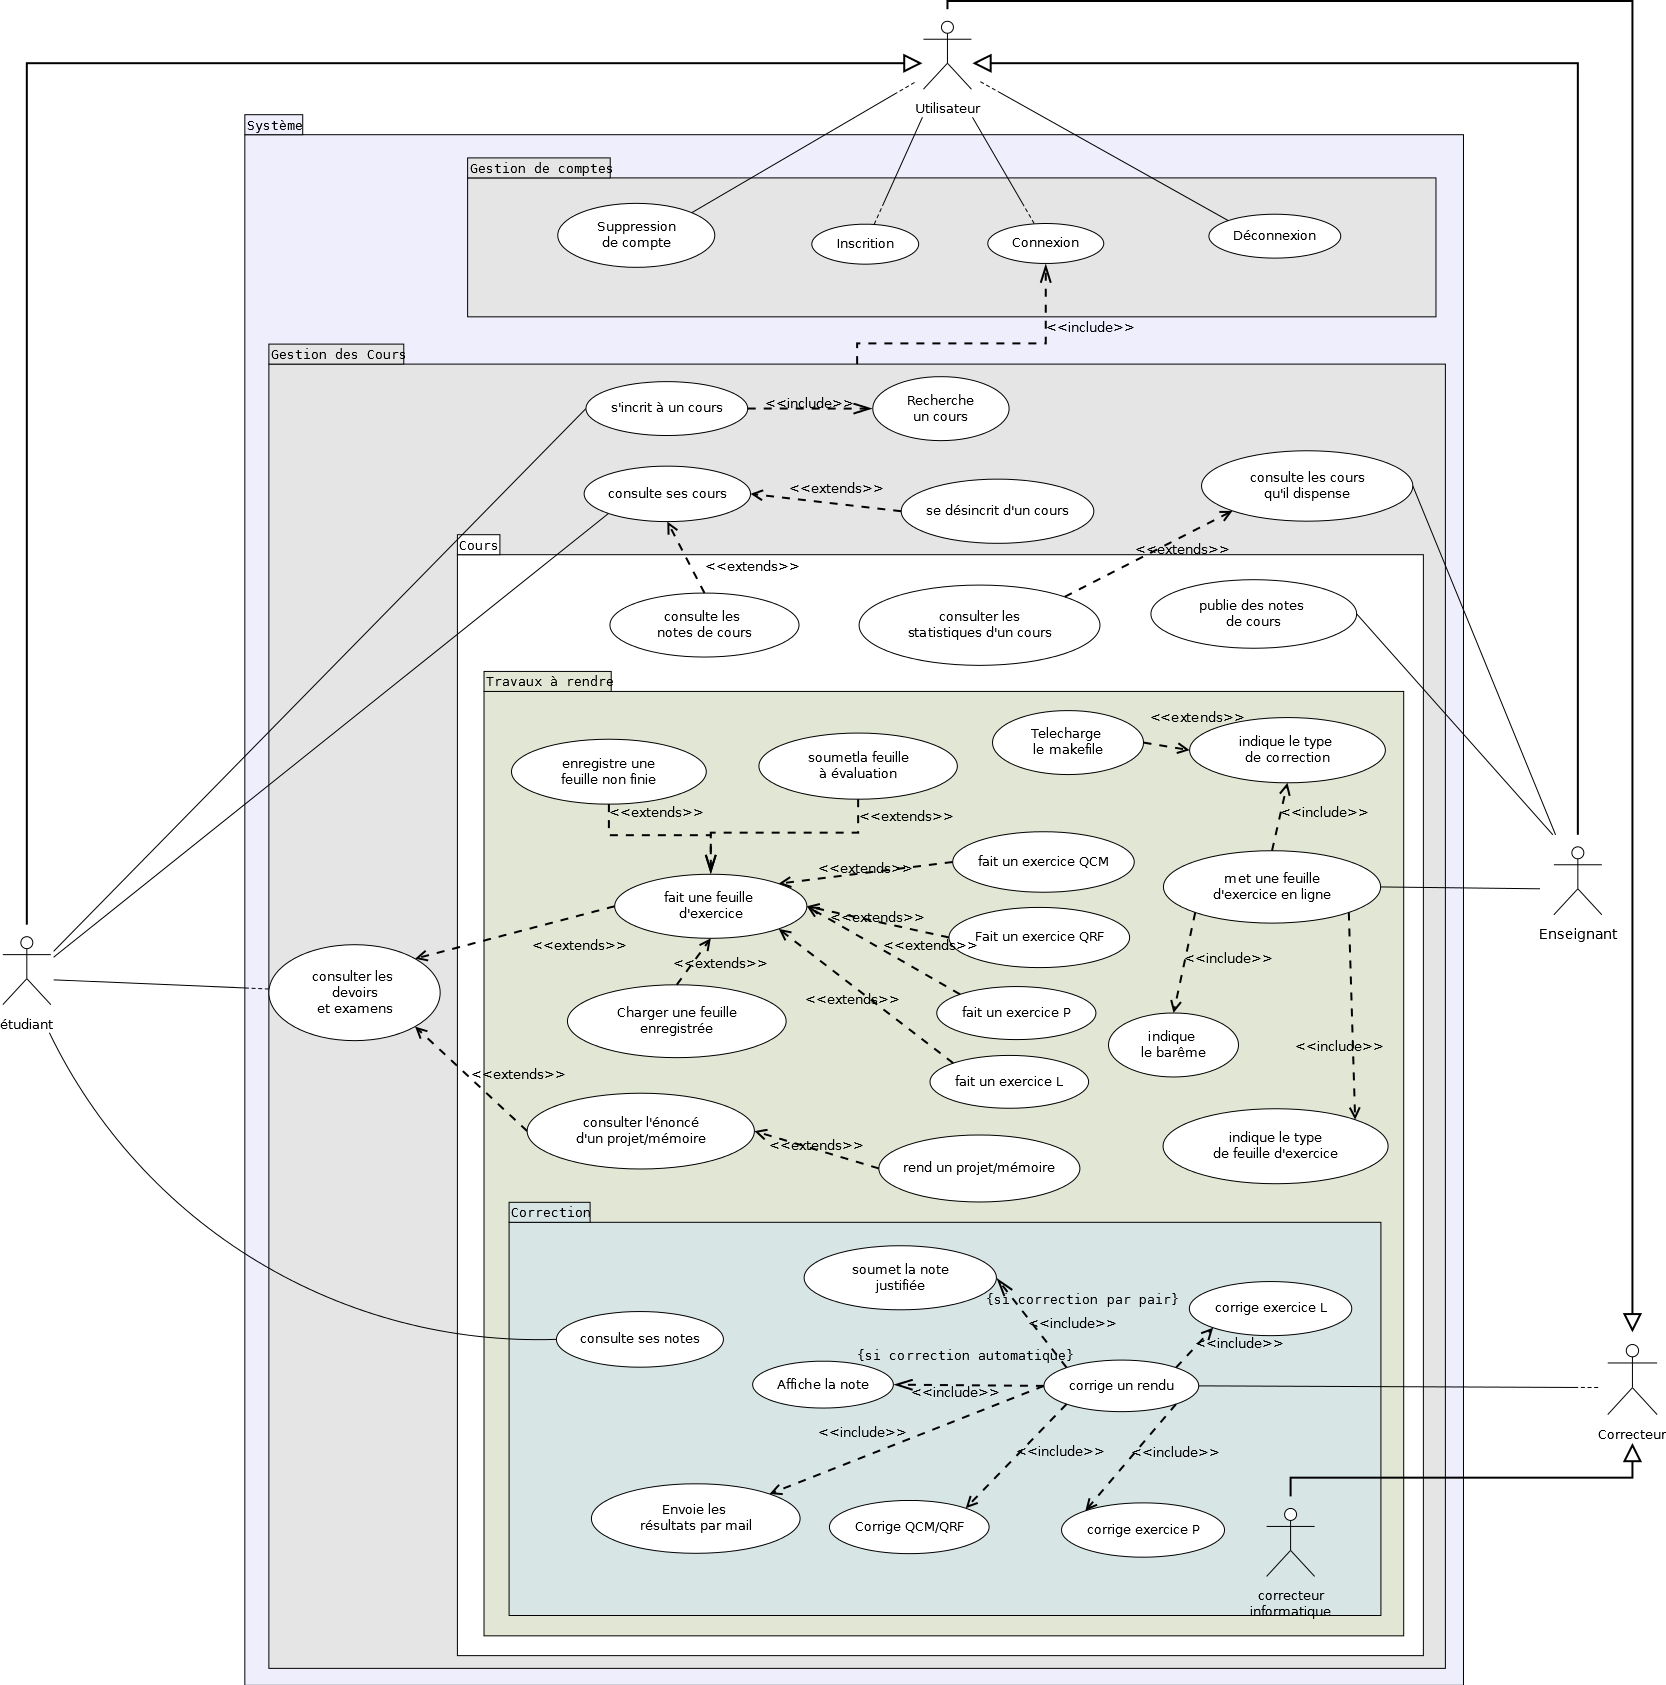 Utilisateur
Système
Gestion de comptes
Suppression
de compte
Inscrition
Connexion
Déconnexion
<<include>>
Gestion des Cours
s'incrit à un cours
<<include>>
Recherche
un cours
consulte ses cours
<<extends>>
se désincrit d'un cours
consulte les cours
qu'il dispense
Cours
<<extends>>
<<extends>>
consulte les
notes de cours
consulter les
statistiques d'un cours
publie des notes
de cours
Travaux à rendre
enregistre une
feuille non finie
soumetla feuille
à évaluation
Telecharge
le makefile
<<extends>>
indique le type
de correction
<<extends>>
<<extends>>
<<include>>
fait un exercice QCM
<<extends>>
met une feuille
d'exercice en ligne
fait une feuille
d'exercice
<<extends>>
Fait un exercice QRF
Enseignant
<<extends>>
<<extends>>
<<extends>>
<<include>>
consulter les
devoirs
et examens
étudiant
Charger une feuille
enregistrée
<<extends>>
fait un exercice P
indique
le barême
<<include>>
<<extends>>
fait un exercice L
consulter l'énoncé
d'un projet/mémoire
<<extends>>
rend un projet/mémoire
indique le type
de feuille d'exercice
Correction
soumet la note
justifiée
{si correction par pair}
<<include>>
corrige exercice L
<<include>>
consulte ses notes
{si correction automatique}
Affiche la note
<<include>>
corrige un rendu
<<include>>
<<include>>
<<include>>
Correcteur
Envoie les
résultats par mail
Corrige QCM/QRF
corrige exercice P
correcteur
informatique